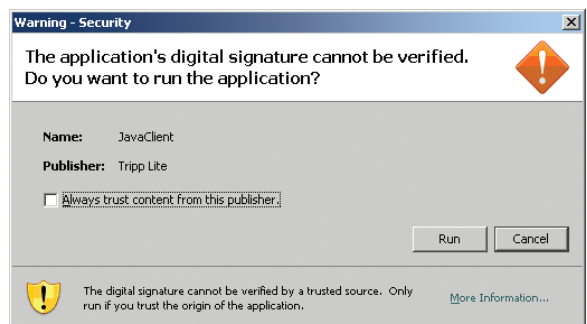 Warning - Security
The application's digital signature cannot be verified.
Do you want to run the application?
Name: JavaClient
Publisher: Tripp Lite
Always trust content from this publisher.
Run Cancel
The digital signature cannot be verified by a trusted source. Only
run if you trust the origin of the application.
More Information...